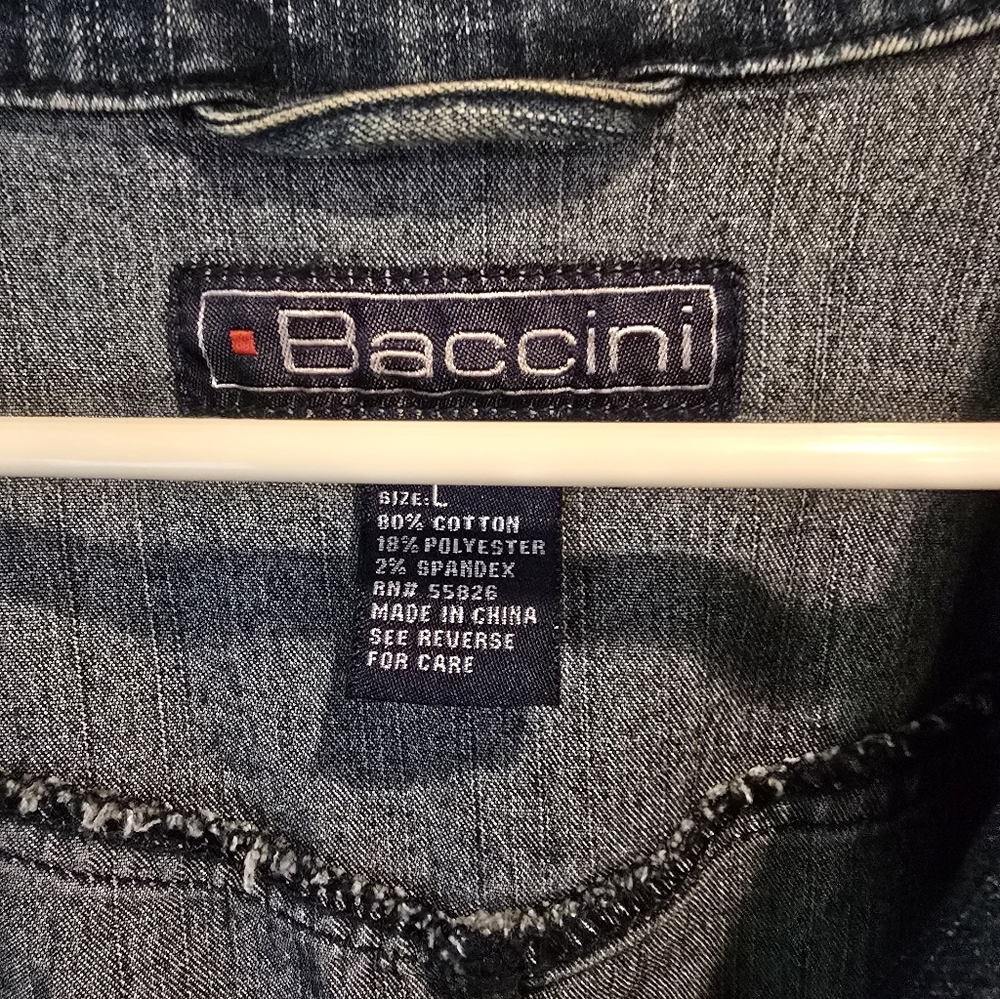 Baccini
SIZE: L
80% COTTON
18% POLYESTER
2% SPANDEX
RN# 55826
MADE IN CHINA
SEE REVERSE
FOR CARE